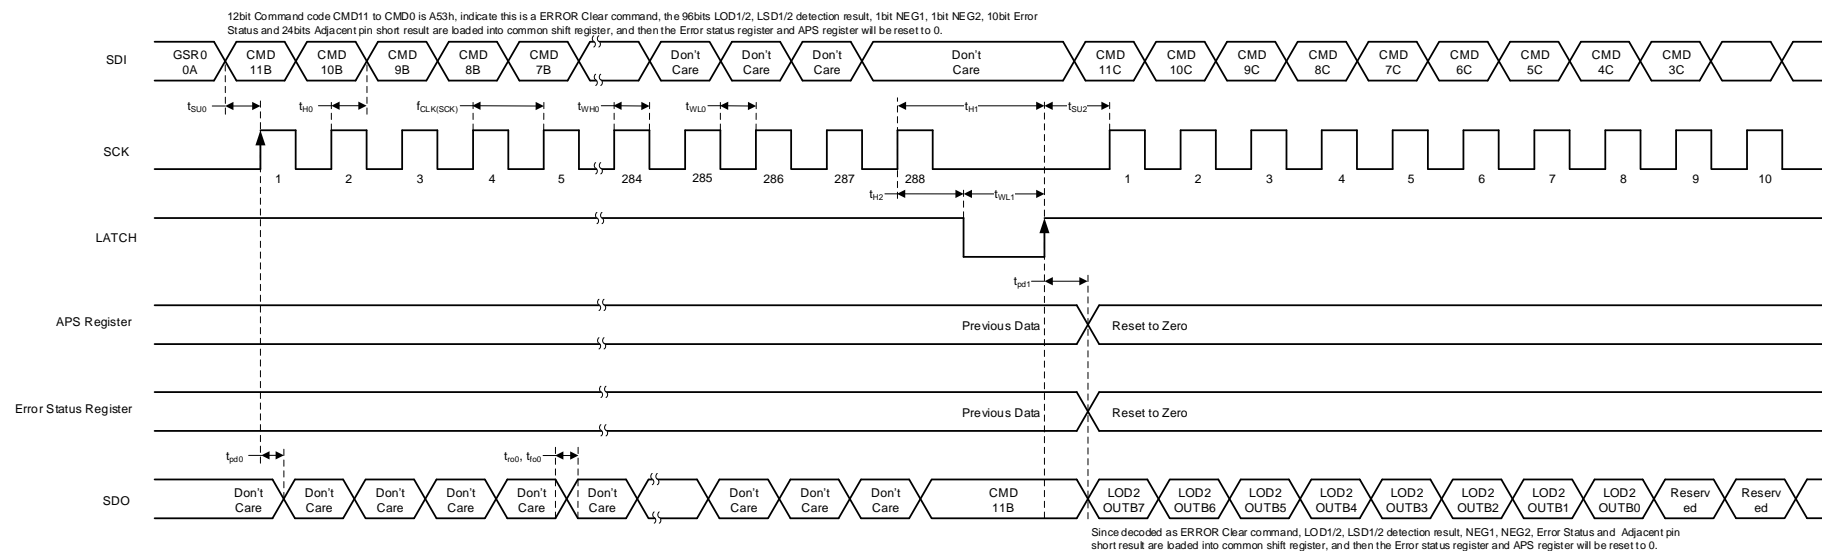 12bit Command code CMD11 to CMD0 is A53h, indicate this is a ERROR Clear command, the 96bits LOD1/2, LSD1/2 detection result, 1bit NEG1, 1bit NEG2, 10bit Error
Status and 24bits Adjacent pin short result are loaded into common shift register, and then the Error status register and APS register will be reset to 0.
SDI
GSR0 0A
CMD 11B
CMD 10B
CMD 9B
CMD 8B
CMD 7B
Don't Care
Don't Care
Don't Care
Don't Care
CMD 11C
CMD 10C
CMD 9C
CMD 8C
CMD 7C
CMD 6C
CMD 5C
CMD 4C
CMD 3C
tSU0
tH0
fCLK(SCK)
tWH0
tWL0
tH1
tSU2
SCK
1 2 3 4 5 284 285 286 287 288 1 2 3 4 5 6 7 8 9 10
tH2
tWL1
LATCH
tpd1
APS Register
Previous Data
Reset to Zero
Error Status Register
Previous Data
Reset to Zero
tpd0
tro0, tfo0
SDO
Don't Care
Don't Care
Don't Care
Don't Care
Don't Care
Don't Care
Don't Care
Don't Care
Don't Care
CMD 11B
LOD2 OUTB7
LOD2 OUTB6
LOD2 OUTB5
LOD2 OUTB4
LOD2 OUTB3
LOD2 OUTB2
LOD2 OUTB1
LOD2 OUTB0
Reserv ed
Reserv ed
Since decoded as ERROR Clear command, LOD1/2, LSD1/2 detection result, NEG1, NEG2, Error Status and Adjacent pin
short result are loaded into common shift register, and then the Error status register and APS register will be reset to 0.